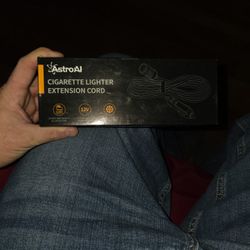 AstroAI
CIGARETTE LIGHTER
EXTENSION CORD
12V